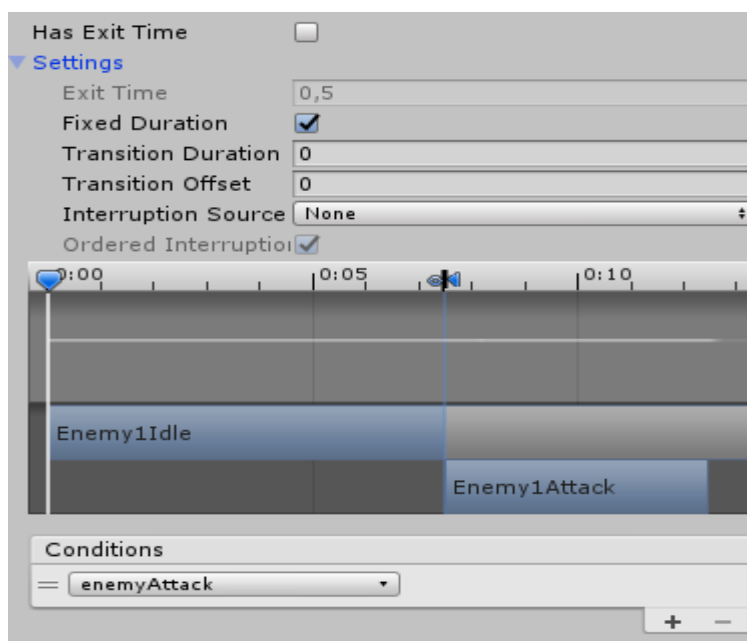 Has Exit Time
Settings
Exit Time 0,5
Fixed Duration
Transition Duration 0
Transition Offset 0
Interruption Source None
Ordered Interruptio
0:00 0:05 0:10
Enemy1Idle
Enemy1Attack
Conditions
= enemyAttack
+ −